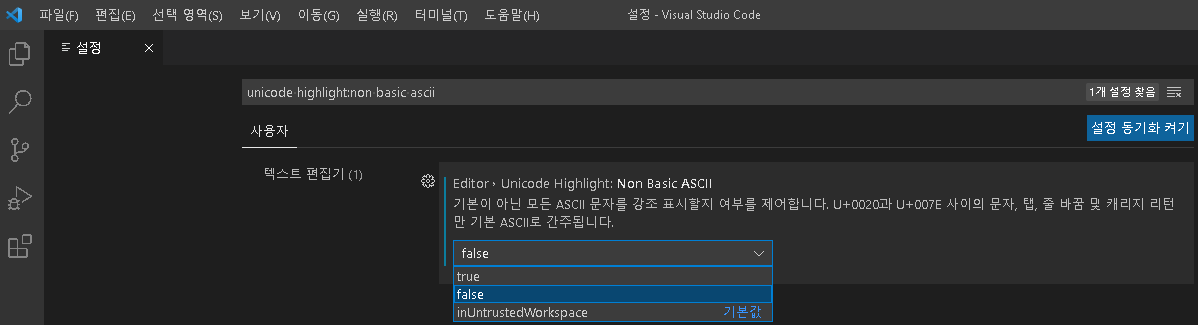 파일(F) 편집(E) 선택 영역(S) 보기(V) 이동(G) 실행(R) 터미널(T) 도움말(H) 설정 - Visual Studio Code
설정
unicode highlight:non basic ascii 1개 설정 찾음
사용자 설정 동기화 켜기
텍스트 편집기 (1)
Editor › Unicode Highlight: Non Basic ASCII
기본이 아닌 모든 ASCII 문자를 강조 표시할지 여부를 제어합니다. U+0020과 U+007E 사이의 문자, 탭, 줄 바꿈 및 캐리지 리턴
만 기본 ASCII로 간주됩니다.
false
true
false
inUntrustedWorkspace 기본값